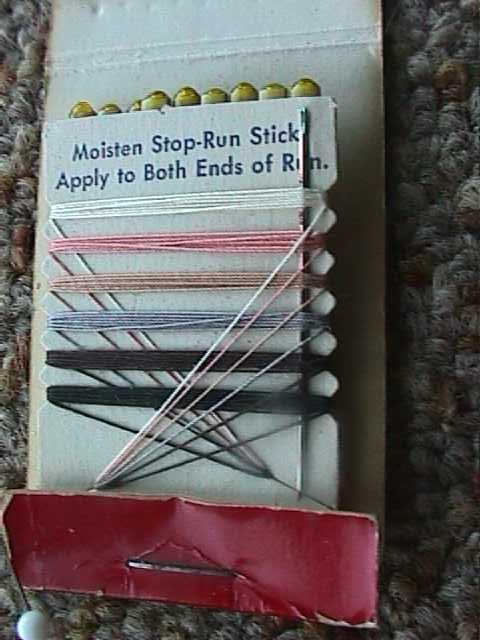 Moisten Stop-Run Stick
Apply to Both Ends of Run.